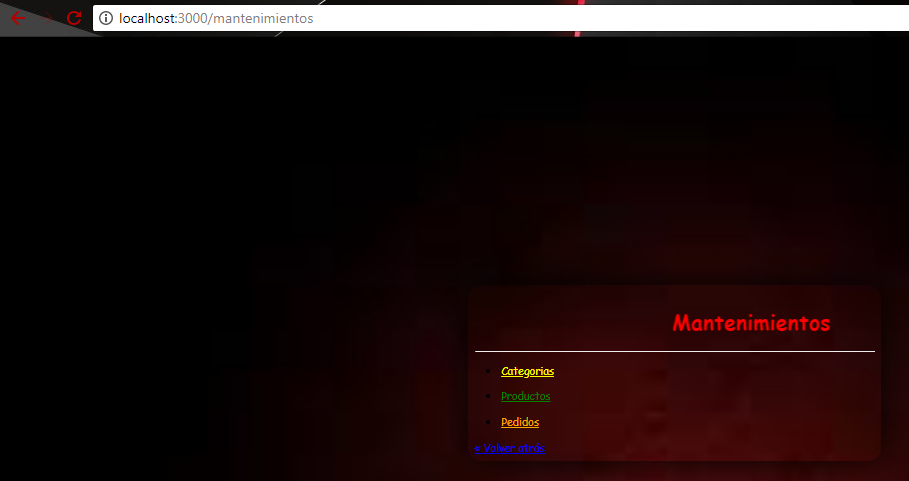 localhost:3000/mantenimientos
Mantenimientos
Categorias
Productos
Pedidos
« Volver atrás